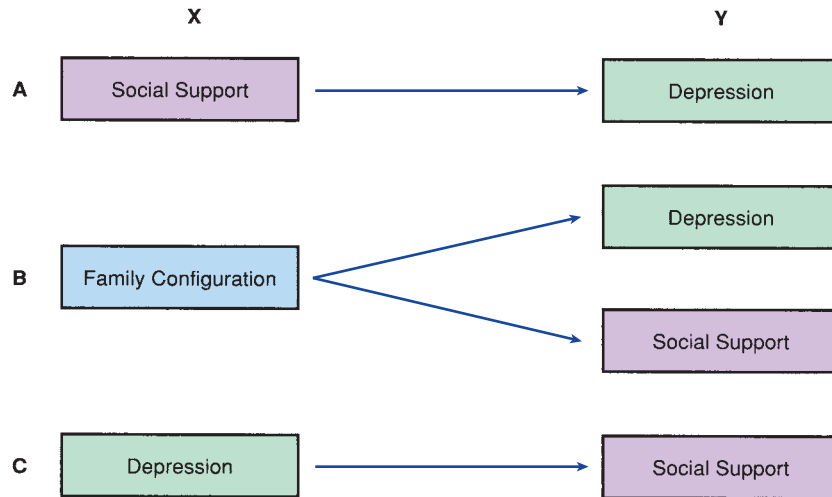 X Y
A Social Support Depression
Depression
B Family Configuration
Social Support
C Depression Social Support